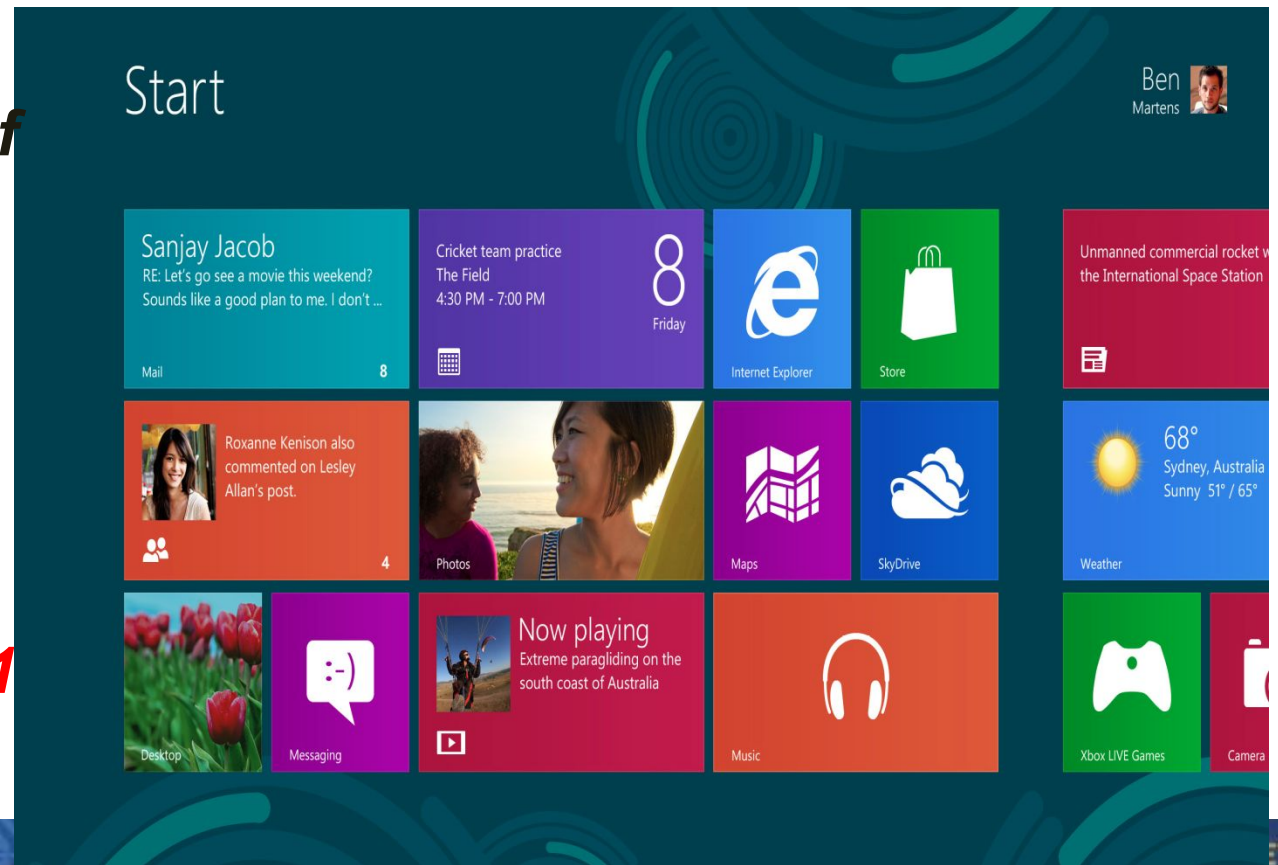 Start
Ben
Martens
f
Sanjay Jacob
RE: Let's go see a movie this weekend?
Sounds like a good plan to me. I don't ...
Mail
8
Cricket team practice
The Field
4:30 PM - 7:00 PM
8
Friday
Internet Explorer
Store
Unmanned commercial rocket w
the International Space Station
Roxanne Kenison also
commented on Lesley
Allan's post.
4
Photos
Maps
SkyDrive
68°
Sydney, Australia
Sunny 51° / 65°
Weather
1
Desktop
:-)
Messaging
Now playing
Extreme paragliding on the
south coast of Australia
Music
Xbox LIVE Games
Camera